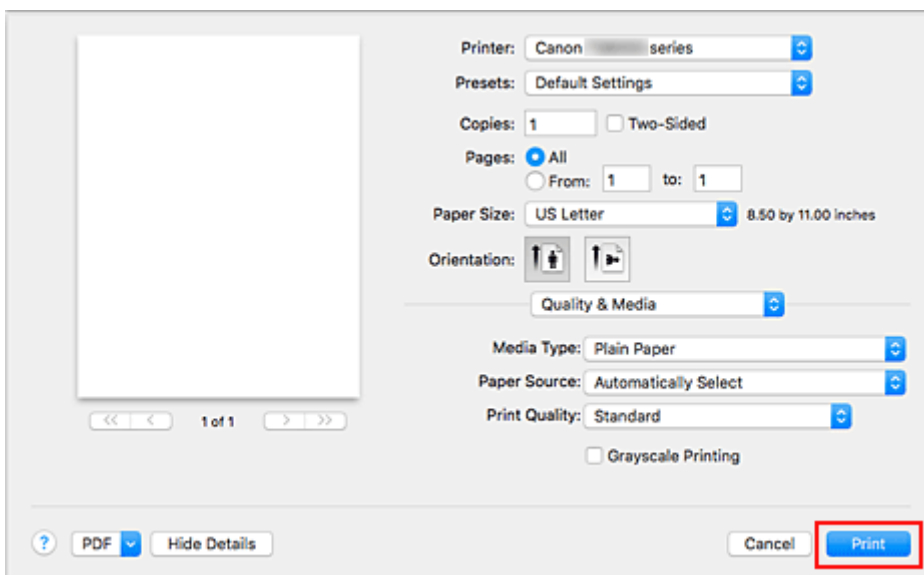 Printer: Canon series
Presets: Default Settings
Copies: 1 Two-Sided
Pages: All
From: 1 to: 1
Paper Size: US Letter 8.50 by 11.00 inches
Orientation:
Quality & Media
Media Type: Plain Paper
Paper Source: Automatically Select
Print Quality: Standard
Grayscale Printing
1 of 1
? PDF Hide Details Cancel Print